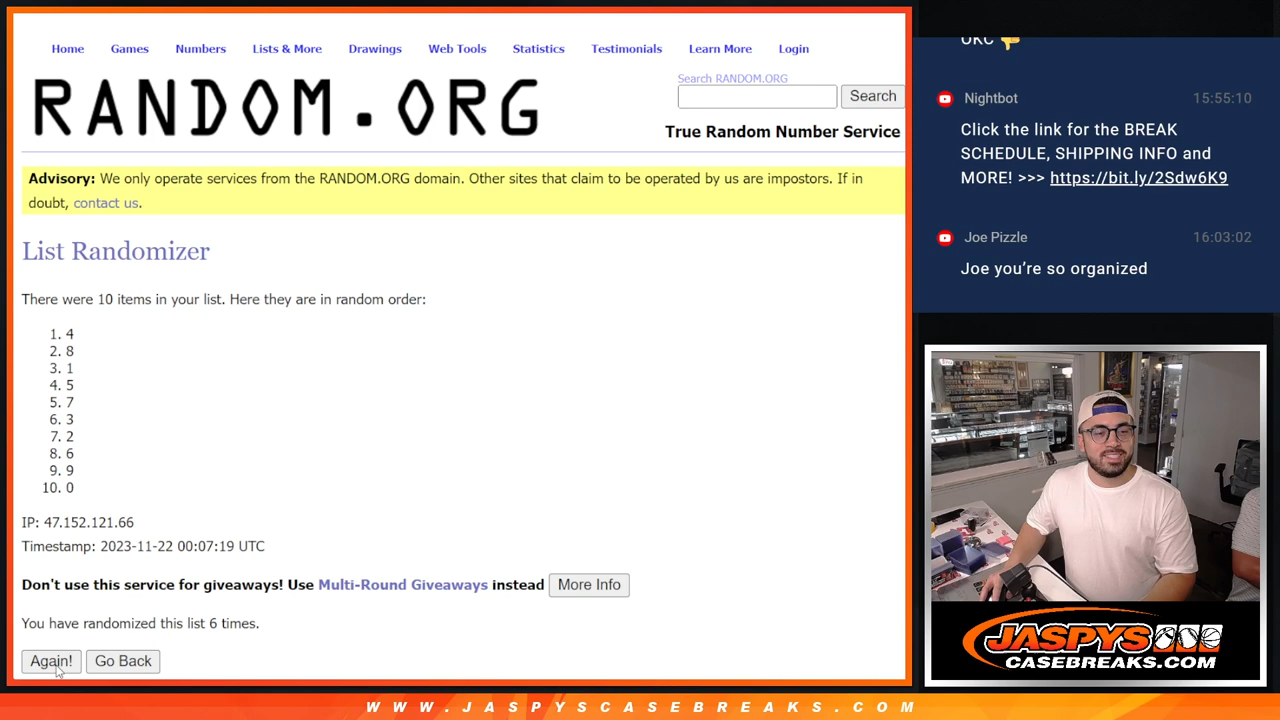 Home Games Numbers Lists & More Drawings Web Tools Statistics Testimonials Learn More Login
RANDOM.ORG
Search RANDOM.ORG
Search
True Random Number Service
Advisory: We only operate services from the RANDOM.ORG domain. Other sites that claim to be operated by us are impostors. If in
doubt, contact us.
List Randomizer
There were 10 items in your list. Here they are in random order:
1. 4
2. 8
3. 1
4. 5
5. 7
6. 3
7. 2
8. 6
9. 9
10. 0
IP: 47.152.121.66
Timestamp: 2023-11-22 00:07:19 UTC
Don't use this service for giveaways! Use Multi-Round Giveaways instead More Info
You have randomized this list 6 times.
Again! Go Back
OKC 👎
Nightbot 15:55:10
Click the link for the BREAK
SCHEDULE, SHIPPING INFO and
MORE! >>> https://bit.ly/2Sdw6K9
Joe Pizzle 16:03:02
Joe you’re so organized
JASPYS
CASEBREAKS.COM
WWW.JASPYSCASEBREAKS.COM